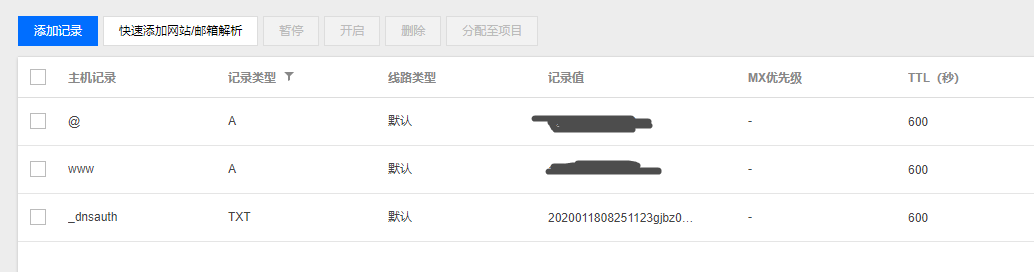 添加记录 快速添加网站/邮箱解析 暂停 开启 删除 分配至项目
主机记录 记录类型 线路类型 记录值 MX优先级 TTL（秒）
@ A 默认 - 600
www A 默认 - 600
_dnsauth TXT 默认 2020011808251123gjbz0... - 600